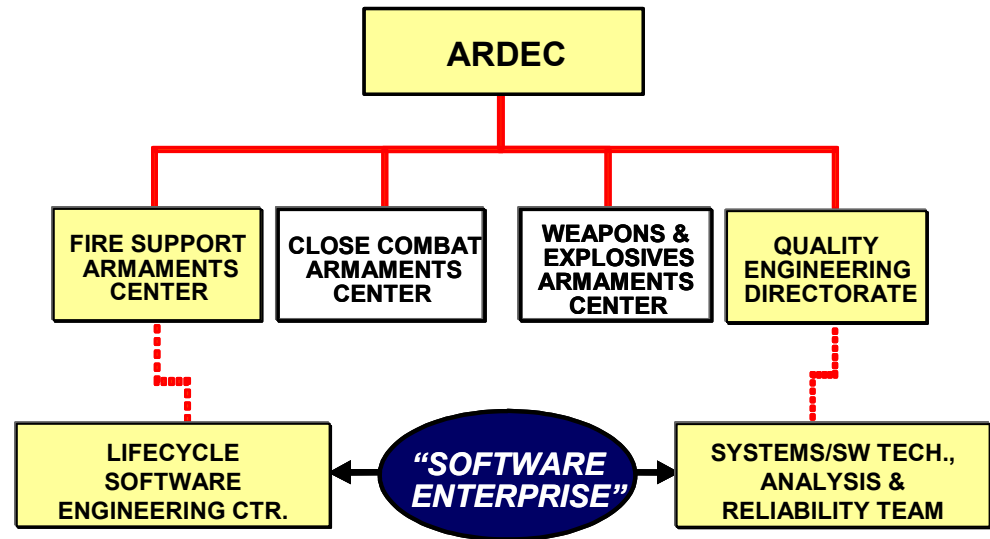 ARDEC
FIRE SUPPORT
ARMAMENTS
CENTER
CLOSE COMBAT
ARMAMENTS
CENTER
WEAPONS &
EXPLOSIVES
ARMAMENTS
CENTER
QUALITY
ENGINEERING
DIRECTORATE
LIFECYCLE
SOFTWARE
ENGINEERING CTR.
“SOFTWARE
ENTERPRISE”
SYSTEMS/SW TECH.,
ANALYSIS &
RELIABILITY TEAM